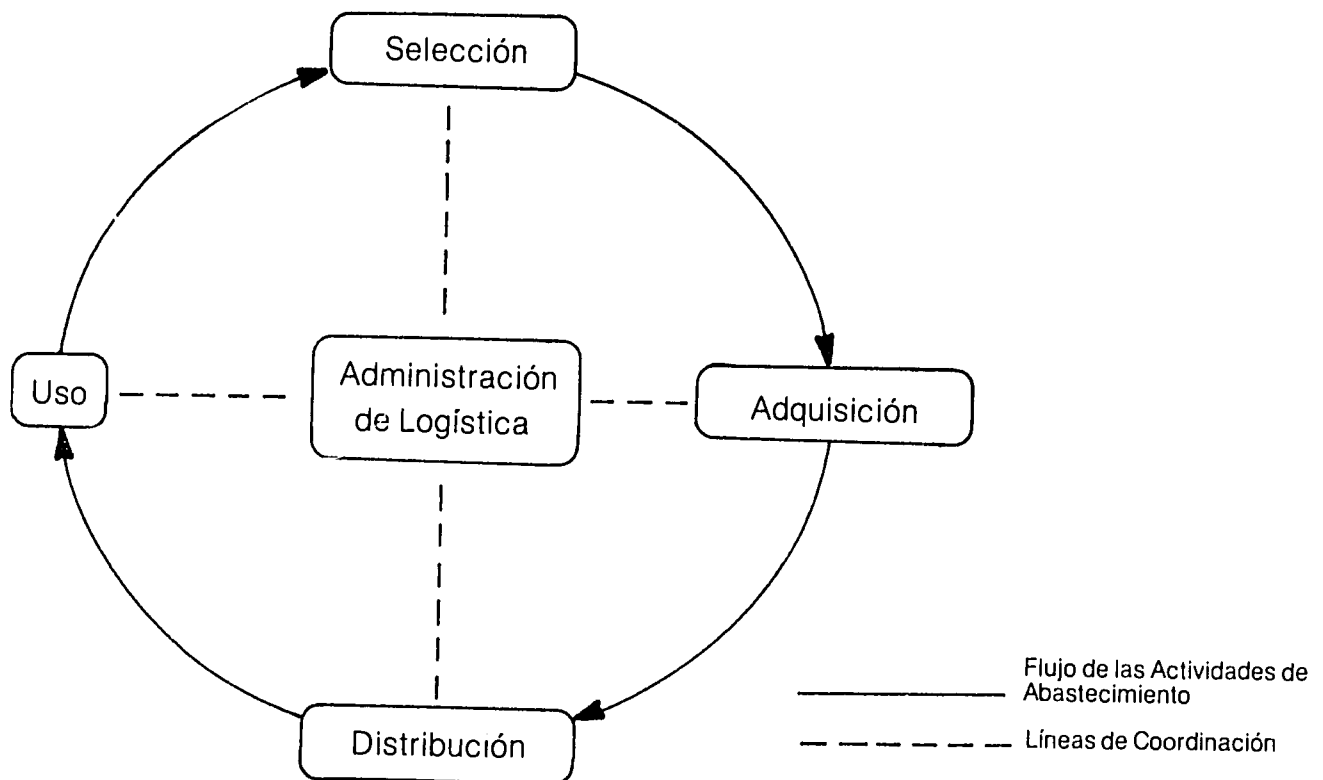 Selección
Uso
Administración
de Logística
Adquisición
Distribución
Flujo de las Actividades de
Abastecimiento
Líneas de Coordinación